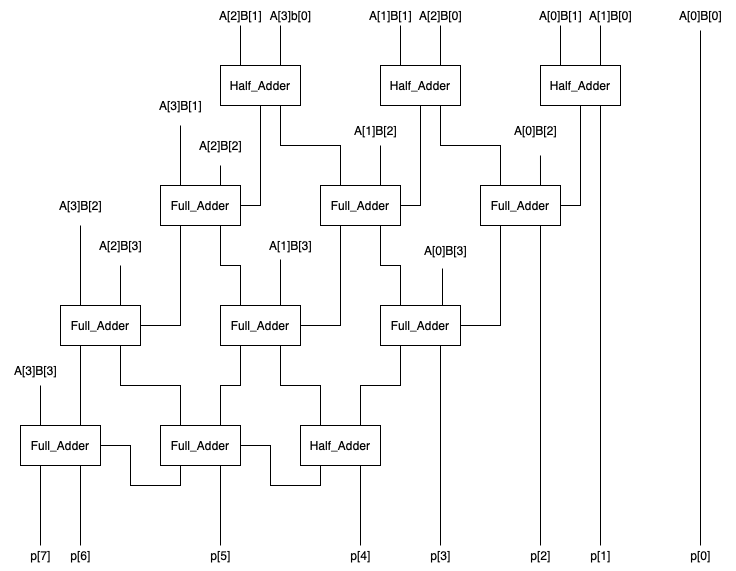 A[2]B[1] A[3]b[0] A[1]B[1] A[2]B[0] A[0]B[1] A[1]B[0] A[0]B[0]
Half_Adder Half_Adder Half_Adder
A[3]B[1]
A[1]B[2] A[0]B[2]
A[2]B[2]
Full_Adder Full_Adder Full_Adder
A[3]B[2]
A[2]B[3] A[1]B[3] A[0]B[3]
Full_Adder Full_Adder Full_Adder
A[3]B[3]
Full_Adder Full_Adder Half_Adder
p[7] p[6] p[5] p[4] p[3] p[2] p[1] p[0]